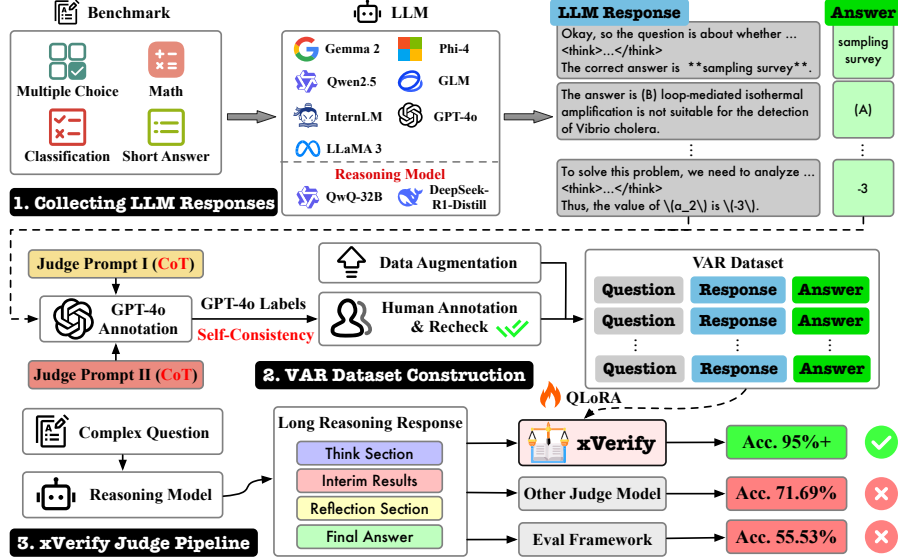 Benchmark
Multiple Choice
Math
Classification
Short Answer
1. Collecting LLM Responses
LLM
Gemma 2
Phi-4
Qwen2.5
GLM
InternLM
GPT-4o
LLaMA 3
Reasoning Model
QwQ-32B
DeepSeek-
R1-Distill
LLM Response
Answer
Okay, so the question is about whether ...
<think>...</think>
The correct answer is **sampling survey**.
sampling
survey
The answer is (B) loop-mediated isothermal
amplification is not suitable for the detection
of Vibrio cholera.
(A)
To solve this problem, we need to analyze ...
<think>...</think>
Thus, the value of \(a_2\) is \(-3\).
-3
Judge Prompt I (CoT)
GPT-4o
Annotation
Judge Prompt II (CoT)
GPT-4o Labels
Self-Consistency
Data Augmentation
Human Annotation
& Recheck
2. VAR Dataset Construction
VAR Dataset
Question Response Answer
Question Response Answer
Question Response Answer
QLoRA
Complex Question
Reasoning Model
3. xVerify Judge Pipeline
Long Reasoning Response
Think Section
Interim Results
Reflection Section
Final Answer
xVerify
Acc. 95%+
Other Judge Model
Acc. 71.69%
Eval Framework
Acc. 55.53%